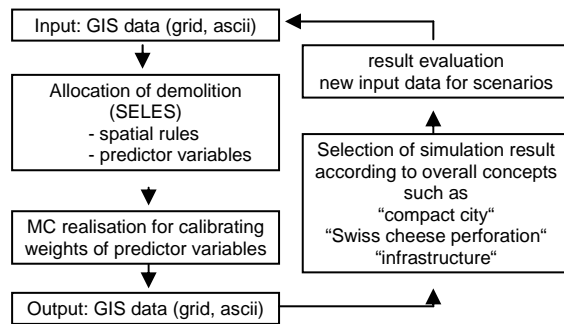 Input: GIS data (grid, ascii)
Allocation of demolition
(SELES)
- spatial rules
- predictor variables
MC realisation for calibrating
weights of predictor variables
Output: GIS data (grid, ascii)
result evaluation
new input data for scenarios
Selection of simulation result
according to overall concepts
such as
“compact city“
“Swiss cheese perforation“
“infrastructure“